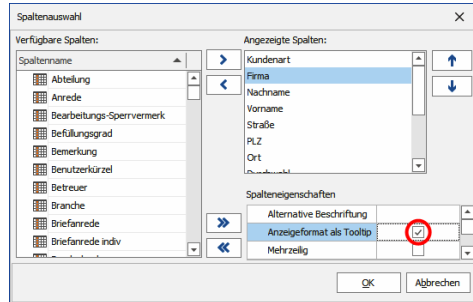 Spaltenauswahl
Verfügbare Spalten:
Spaltenname
Abteilung
Anrede
Bearbeitungs-Sperrvermerk
Befüllungsgrad
Bemerkung
Benutzerkürzel
Betreuer
Branche
Briefanrede
Briefanrede indiv
Angezeigte Spalten:
Kundenart
Firma
Nachname
Vorname
Straße
PLZ
Ort
Spalteneigenschaften
Alternative Beschriftung
Anzeigeformat als Tooltip
Mehrzeilig
OK
Abbrechen